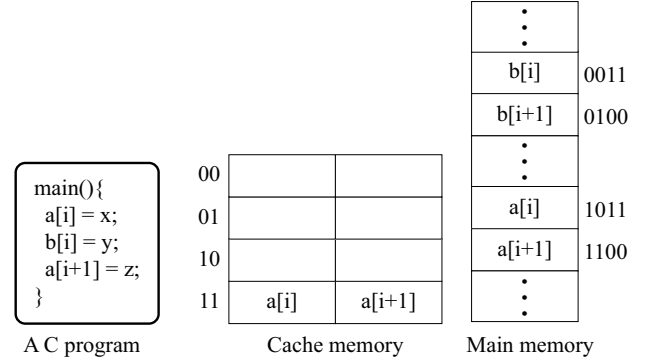 main(){
a[i] = x;
b[i] = y;
a[i+1] = z;
}
A C program
00
01
10
11 a[i] a[i+1]
Cache memory
b[i] 0011
b[i+1] 0100
a[i] 1011
a[i+1] 1100
Main memory